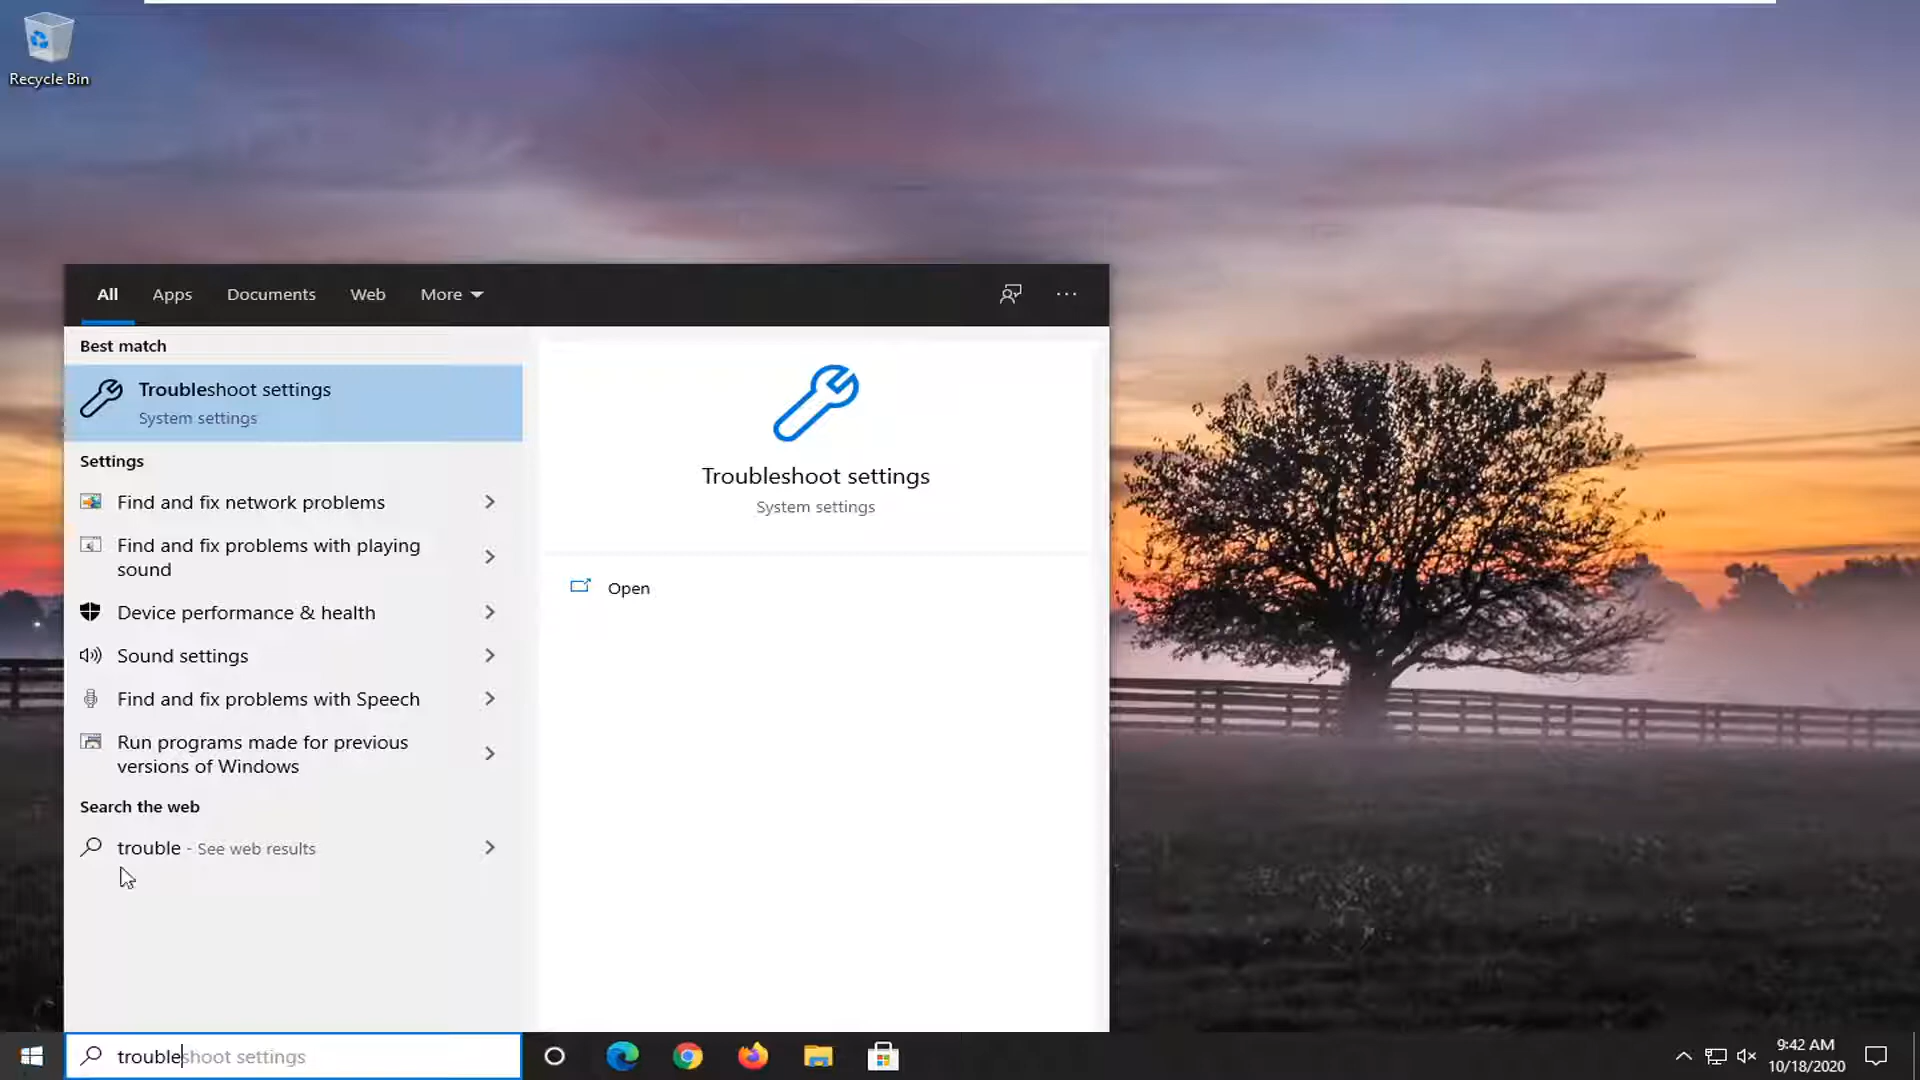 Recycle Bin
All Apps Documents Web More
Best match
Troubleshoot settings
System settings
Settings
Find and fix network problems
Find and fix problems with playing
sound
Device performance & health
Sound settings
Find and fix problems with Speech
Run programs made for previous
versions of Windows
Search the web
trouble - See web results
Troubleshoot settings
System settings
Open
troubleshoot settings
9:42 AM
10/18/2020